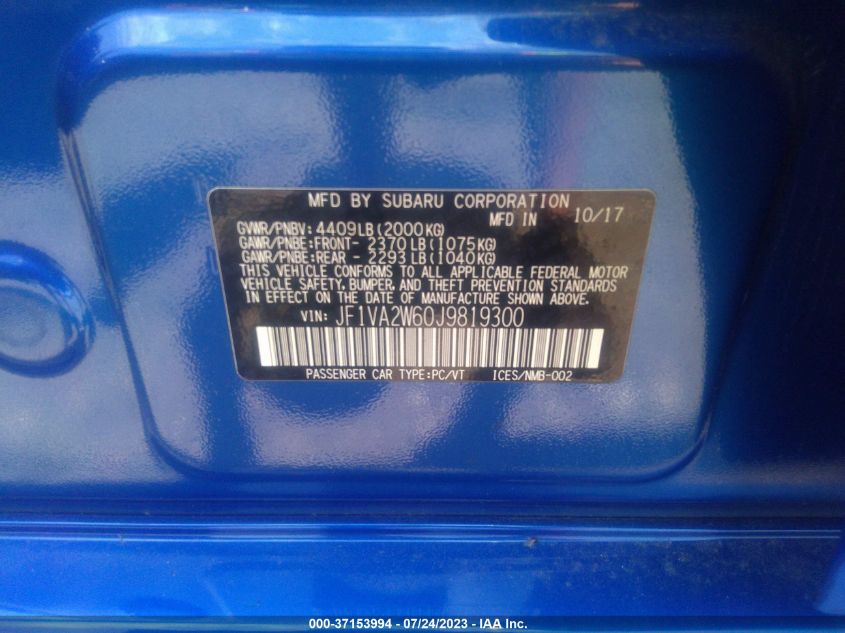 MFD BY SUBARU CORPORATION
MFD IN 10/17
GVWR/PNBV: 4409LB(2000KG)
GAWR/PNBE:FRONT- 2370LB(1075KG)
GAWR/PNBE:REAR - 2293LB(1040KG)
THIS VEHICLE CONFORMS TO ALL APPLICABLE FEDERAL MOTOR
VEHICLE SAFETY, BUMPER, AND THEFT PREVENTION STANDARDS
IN EFFECT ON THE DATE OF MANUFACTURE SHOWN ABOVE.
VIN: JF1VA2W60J9819300
PASSENGER CAR TYPE:PC/VT ICES/NMB-002
000-37153994 - 07/24/2023 - IAA Inc.